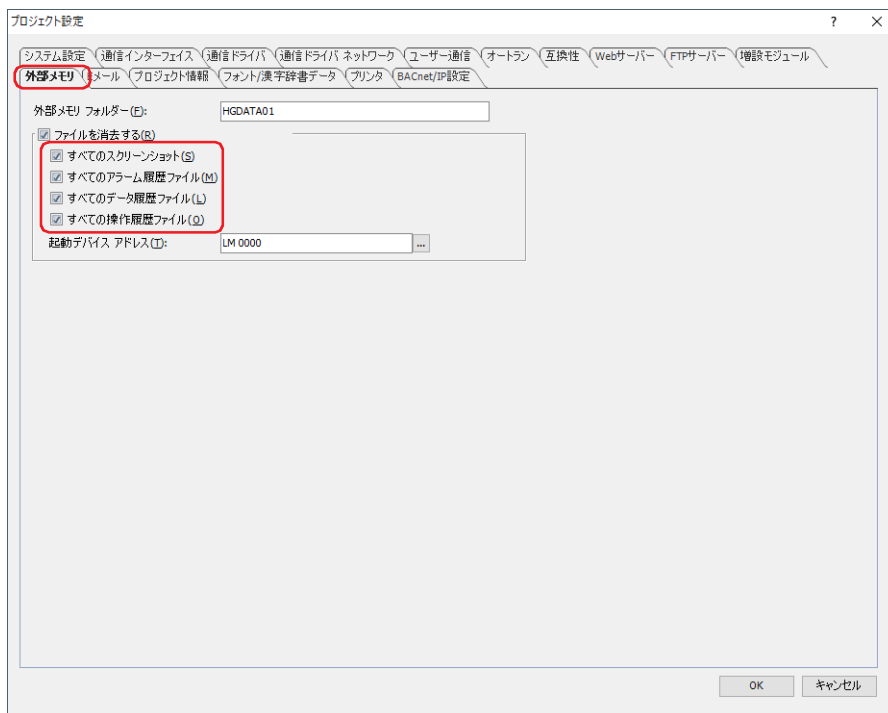 プロジェクト設定 ? ×
システム設定 通信インターフェイス 通信ドライバ 通信ドライバ ネットワーク ユーザー通信 オートラン 互換性 Webサーバー FTPサーバー 増設モジュール
外部メモリ Eメール プロジェクト情報 フォント/漢字辞書データ プリンタ BACnet/IP設定
外部メモリ フォルダー(F): HGDATA01
ファイルを消去する(R)
すべてのスクリーンショット(S)
すべてのアラーム履歴ファイル(M)
すべてのデータ履歴ファイル(L)
すべての操作履歴ファイル(O)
起動デバイス アドレス(T): LM 0000 ...
OK キャンセル